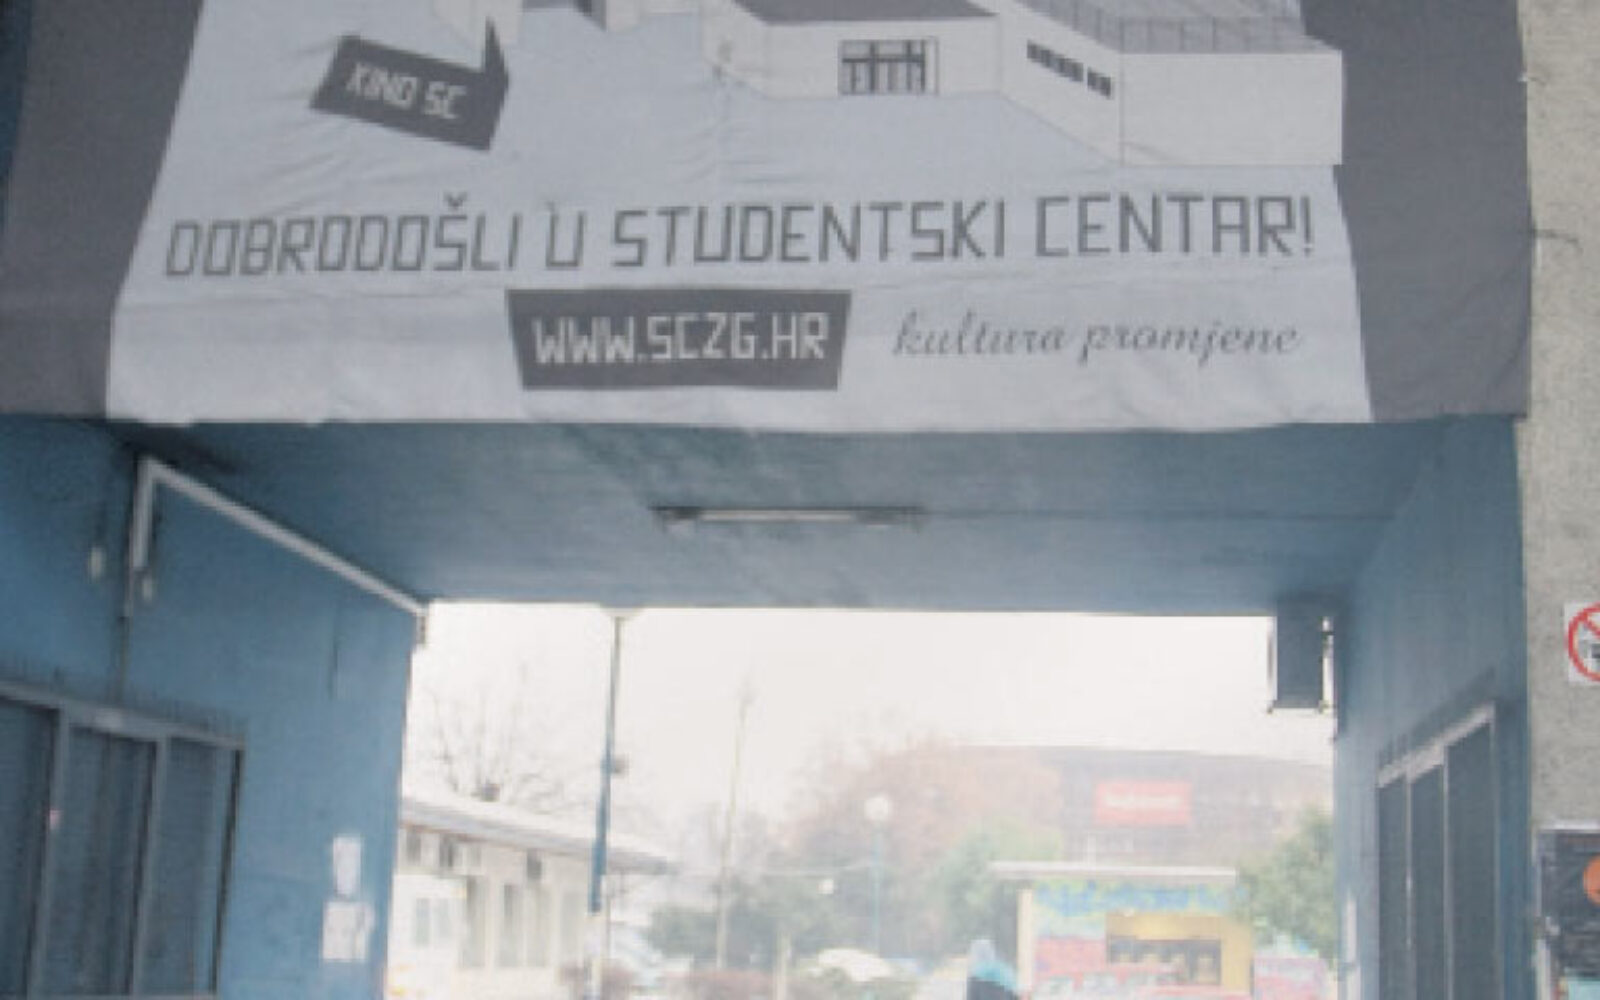 KINO SC
DOBRODOŠLI U STUDENTSKI CENTAR!
WWW.SCZG.HR kultura promjene